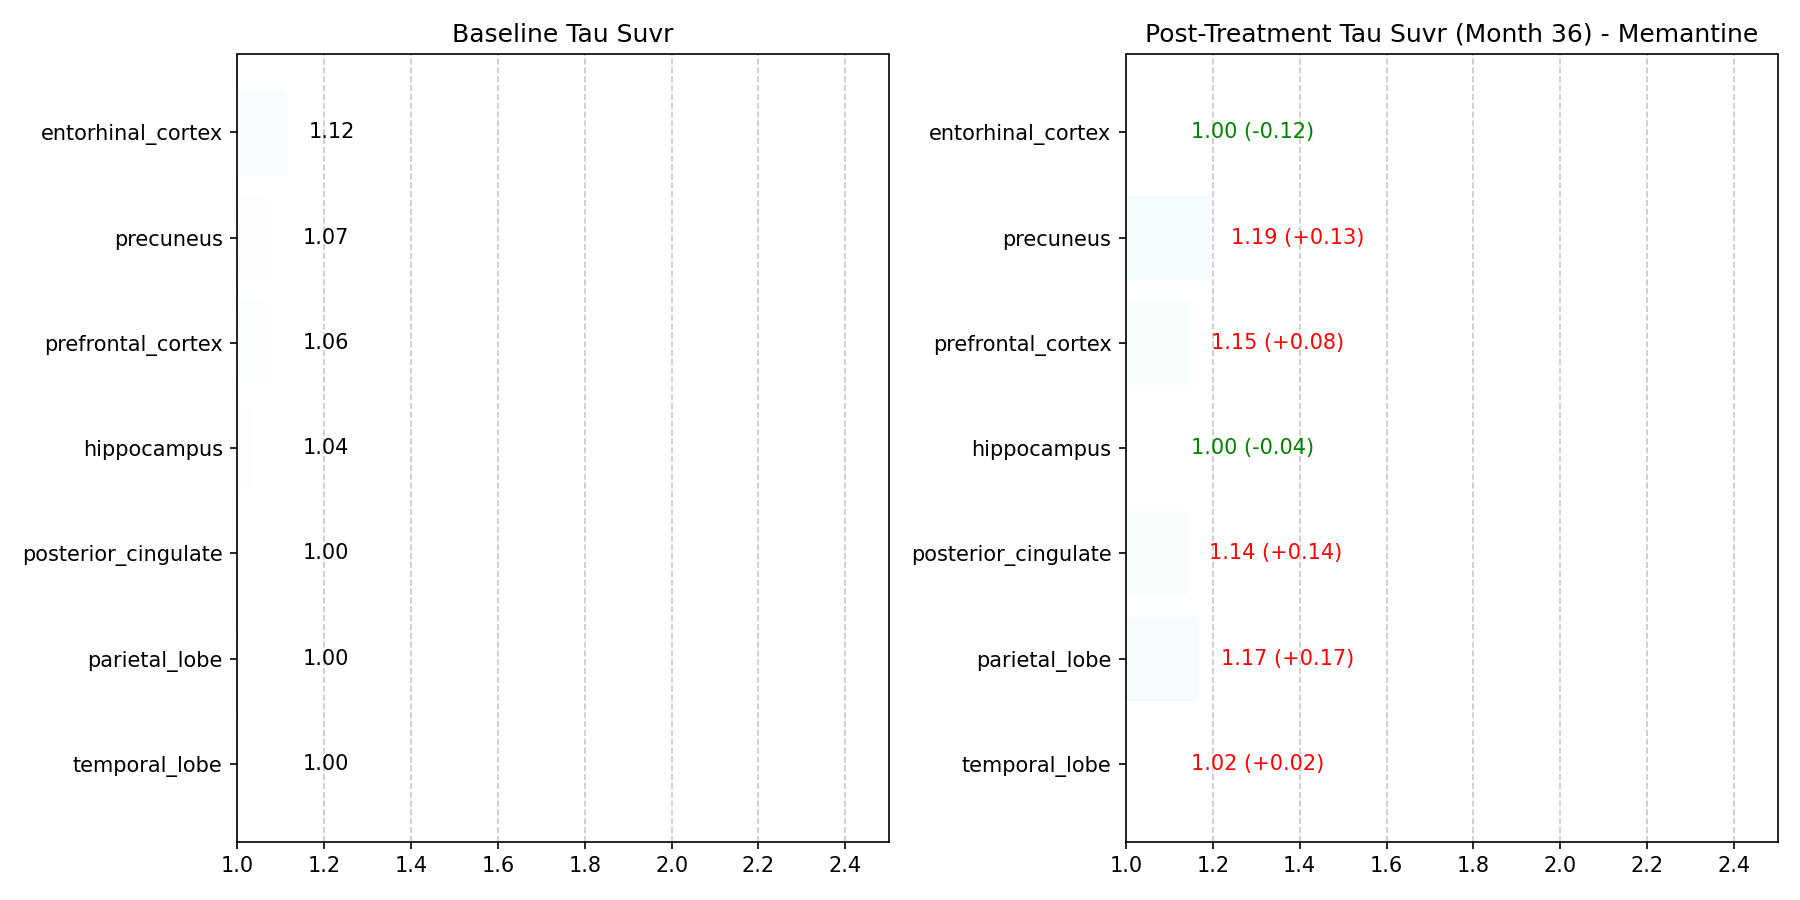 Baseline Tau Suvr
entorhinal_cortex 1.12
precuneus 1.07
prefrontal_cortex 1.06
hippocampus 1.04
posterior_cingulate 1.00
parietal_lobe 1.00
temporal_lobe 1.00
1.0 1.2 1.4 1.6 1.8 2.0 2.2 2.4
Post-Treatment Tau Suvr (Month 36) - Memantine
entorhinal_cortex 1.00 (-0.12)
precuneus 1.19 (+0.13)
prefrontal_cortex 1.15 (+0.08)
hippocampus 1.00 (-0.04)
posterior_cingulate 1.14 (+0.14)
parietal_lobe 1.17 (+0.17)
temporal_lobe 1.02 (+0.02)
1.0 1.2 1.4 1.6 1.8 2.0 2.2 2.4